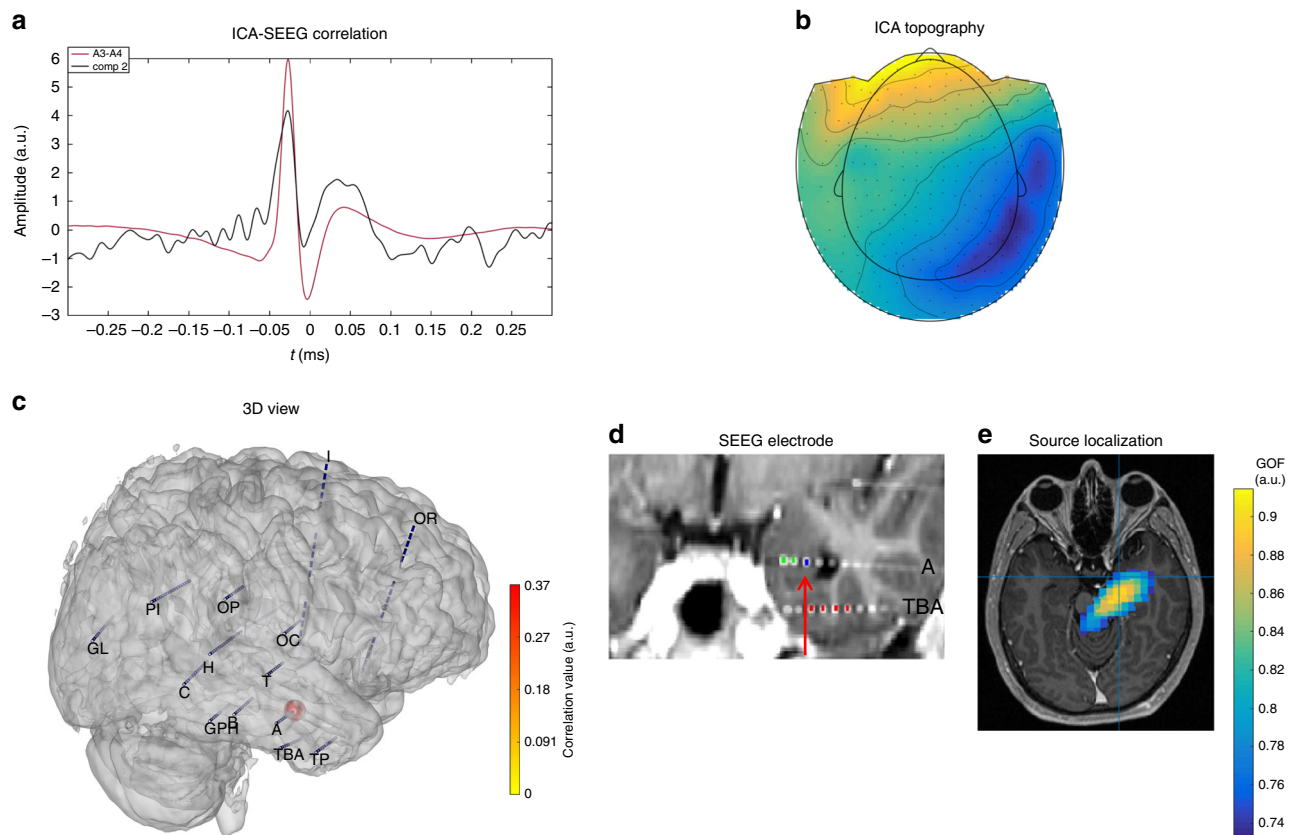 a
ICA-SEEG correlation
A3-A4
comp 2
6
5
4
3
2
1
0
–1
–2
–3
Amplitude (a.u.)
–0.25 –0.2 –0.15 –0.1 –0.05 0 0.05 0.1 0.15 0.2 0.25
t (ms)
b
ICA topography
c
3D view
I
OR
PI
OP
GL
OC
H
C
T
GPH
B
A
TBA
TP
0.37
0.27
0.18
0.091
0
Correlation value (a.u.)
d
SEEG electrode
A
TBA
e
Source localization
GOF
(a.u.)
0.9
0.88
0.86
0.84
0.82
0.8
0.78
0.76
0.74